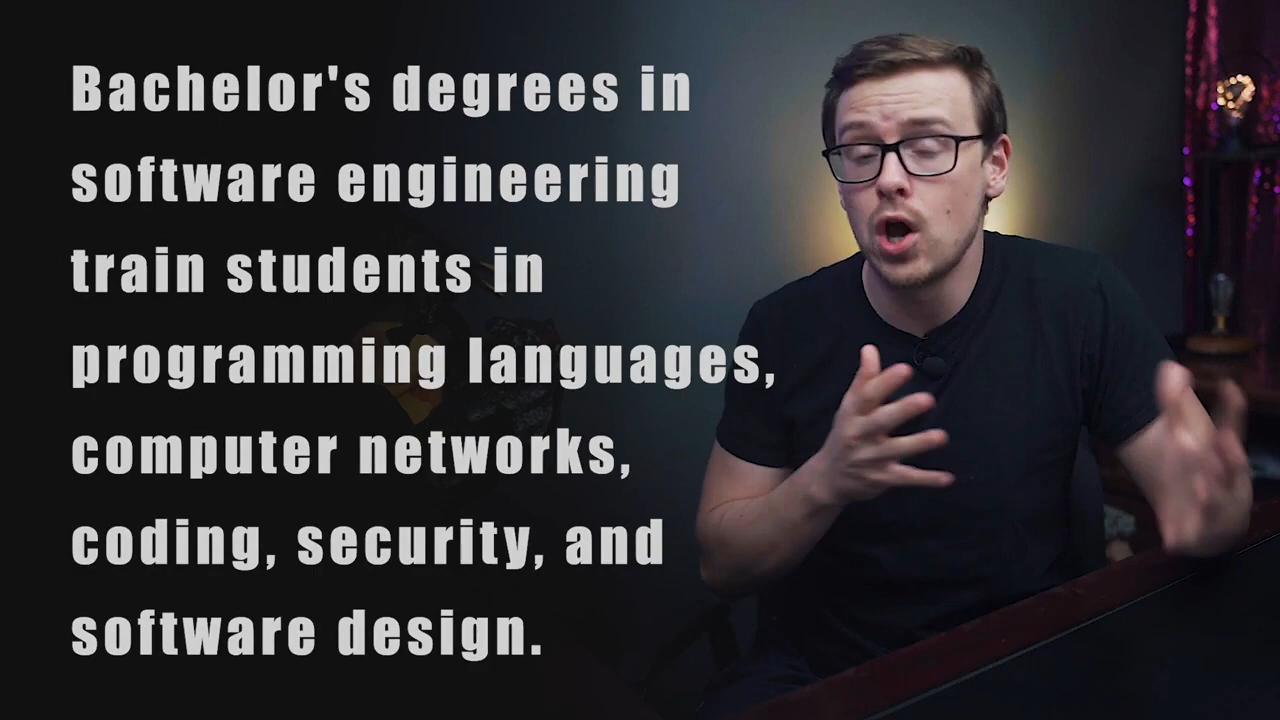 Bachelor's degrees in
software engineering
train students in
programming languages,
computer networks,
coding, security, and
software design.